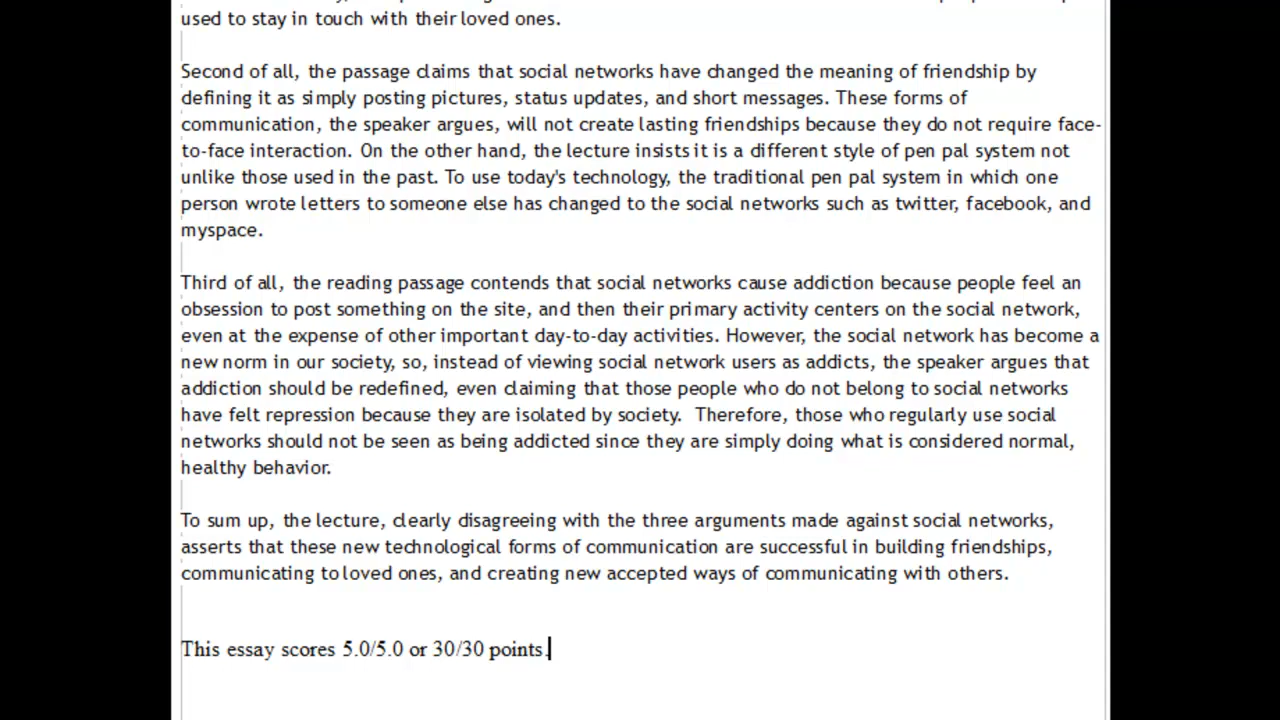 used to stay in touch with their loved ones.
Second of all, the passage claims that social networks have changed the meaning of friendship by
defining it as simply posting pictures, status updates, and short messages. These forms of
communication, the speaker argues, will not create lasting friendships because they do not require face-
to-face interaction. On the other hand, the lecture insists it is a different style of pen pal system not
unlike those used in the past. To use today's technology, the traditional pen pal system in which one
person wrote letters to someone else has changed to the social networks such as twitter, facebook, and
myspace.
Third of all, the reading passage contends that social networks cause addiction because people feel an
obsession to post something on the site, and then their primary activity centers on the social network,
even at the expense of other important day-to-day activities. However, the social network has become a
new norm in our society, so, instead of viewing social network users as addicts, the speaker argues that
addiction should be redefined, even claiming that those people who do not belong to social networks
have felt repression because they are isolated by society.  Therefore, those who regularly use social
networks should not be seen as being addicted since they are simply doing what is considered normal,
healthy behavior.
To sum up, the lecture, clearly disagreeing with the three arguments made against social networks,
asserts that these new technological forms of communication are successful in building friendships,
communicating to loved ones, and creating new accepted ways of communicating with others.
This essay scores 5.0/5.0 or 30/30 points.